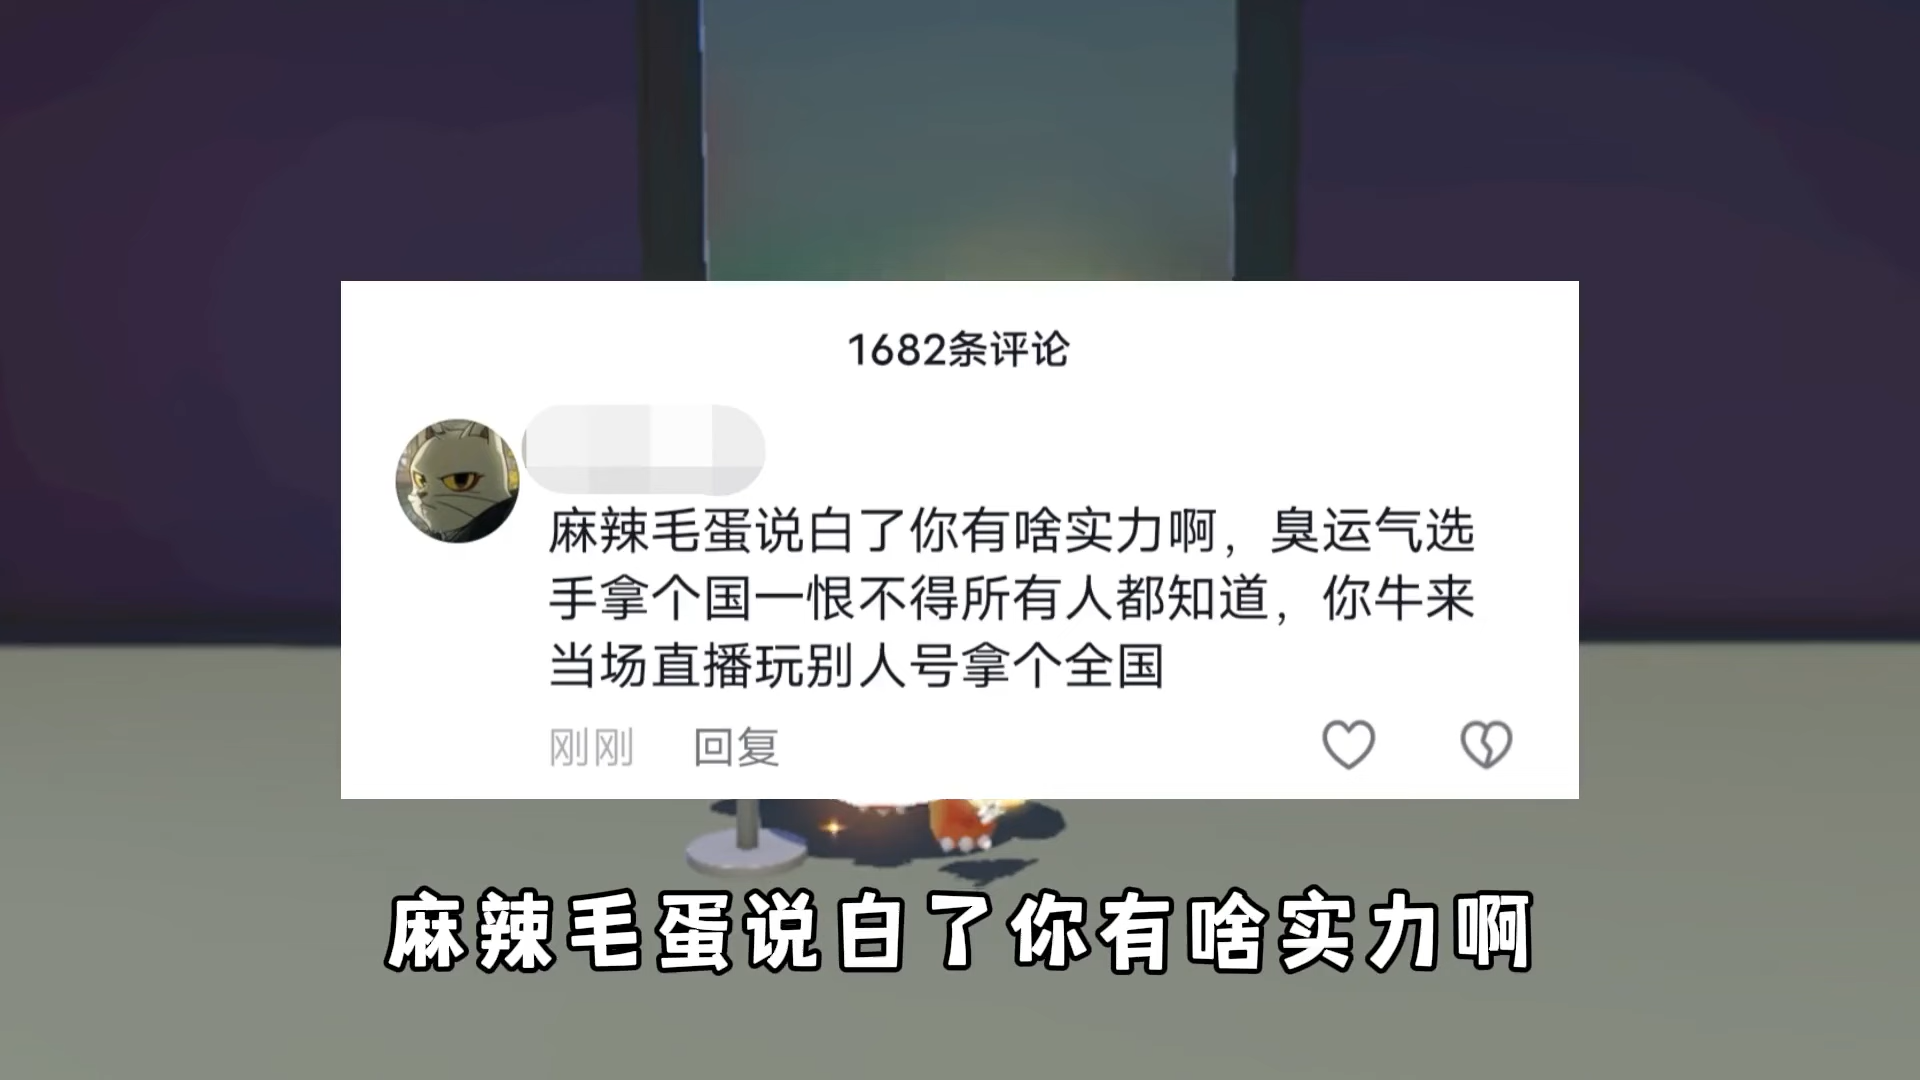 1682条评论
麻辣毛蛋说白了你有啥实力啊，臭运气选
手拿个国一恨不得所有人都知道，你牛来
当场直播玩别人号拿个全国
刚刚 回复
麻辣毛蛋说白了你有啥实力啊